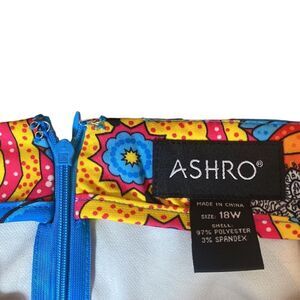 ASHRO®
MADE IN CHINA
SIZE: 18W
SHELL:
97% POLYESTER
3% SPANDEX